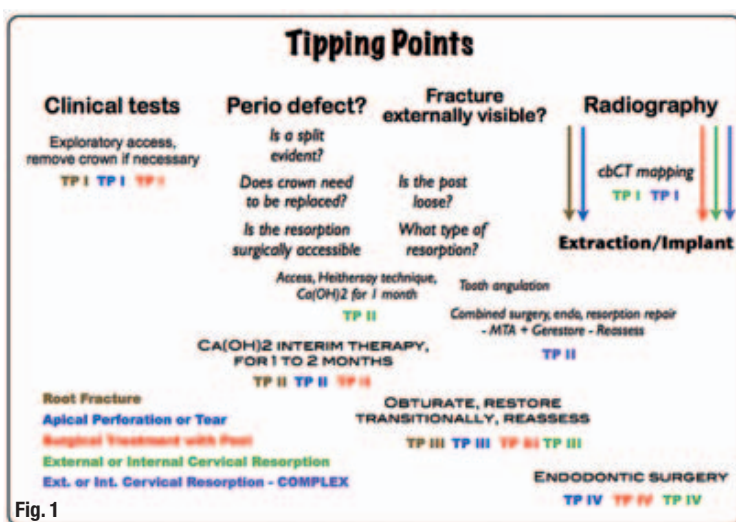 Tipping Points
Clinical tests
Exploratory access,
remove crown if necessary
TP I TP I TP I
Perio defect?
Is a split
evident?
Does crown need
to be replaced?
Is the resorption
surgically accessible
Fracture
externally visible?
Is the post
loose?
What type of
resorption?
Radiography
cbCT mapping
TP I TP I
Extraction/Implant
Access, Heithersay technique,
Ca(OH)2 for 1 month
TP II
Tooth angulation
Combined surgery, endo, resorption repair
- MTA + Gerestore - Reassess
TP II
CA(OH)2 INTERIM THERAPY,
FOR 1 TO 2 MONTHS
TP II TP II TP II
OBTURATE, RESTORE
TRANSITIONALLY, REASSESS
TP III TP III TP III TP III
ENDODONTIC SURGERY
TP IV TP IV TP IV
Root Fracture
Apical Perforation or Tear
Surgical Treatment with Post
External or Internal Cervical Resorption
Ext. or Int. Cervical Resorption - COMPLEX
Fig. 1